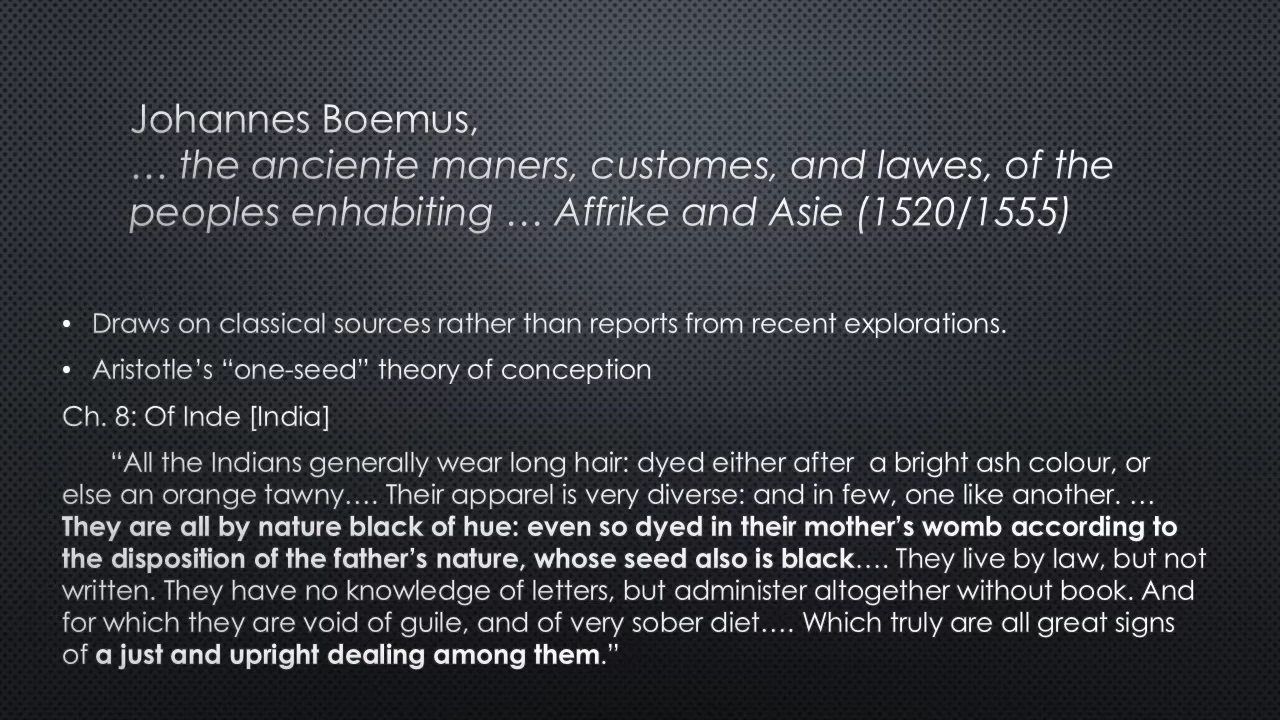 Johannes Boemus,
… the anciente maners, customes, and lawes, of the
peoples enhabiting … Affrike and Asie (1520/1555)
• Draws on classical sources rather than reports from recent explorations.
• Aristotle’s “one-seed” theory of conception
Ch. 8: Of Inde [India]
“All the Indians generally wear long hair: dyed either after  a bright ash colour, or
else an orange tawny…. Their apparel is very diverse: and in few, one like another. …
They are all by nature black of hue: even so dyed in their mother’s womb according to
the disposition of the father’s nature, whose seed also is black…. They live by law, but not
written. They have no knowledge of letters, but administer altogether without book. And
for which they are void of guile, and of very sober diet…. Which truly are all great signs
of a just and upright dealing among them.”